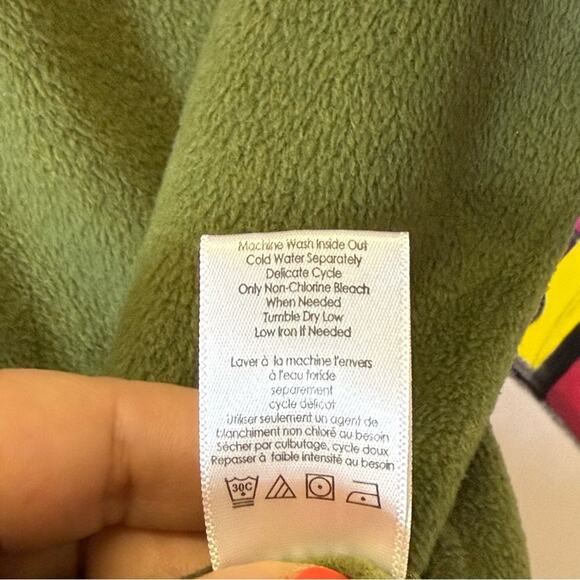 Machine Wash Inside Out
Cold Water Separately
Delicate Cycle
Only Non-Chlorine Bleach
When Needed
Tumble Dry Low
Low Iron If Needed
Laver à la machine l'envers
à l'eau foride
separement
cycle délicat
Utiliser seulement un agent de
blanchiment non chloré au besoin
Sécher par culbutage, cycle doux
Repasser à faible intensité au besoin
30C